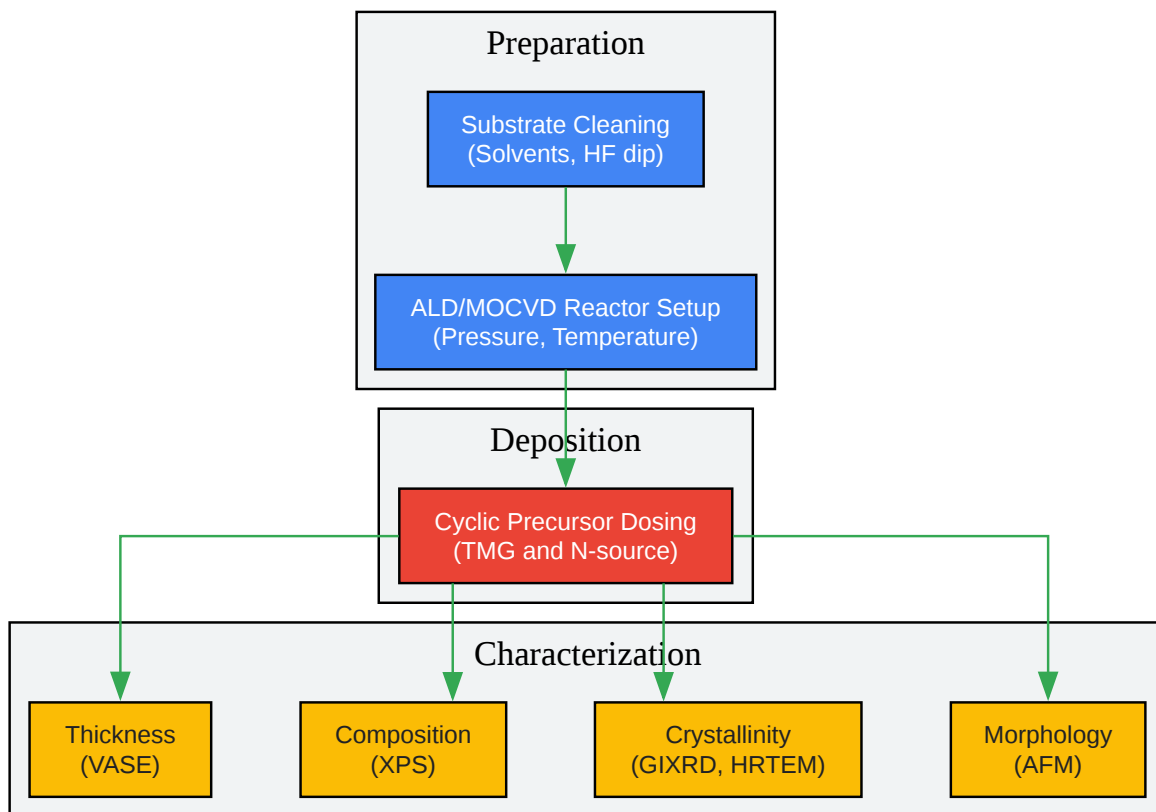 Preparation
Substrate Cleaning
(Solvents, HF dip)
ALD/MOCVD Reactor Setup
(Pressure, Temperature)
Deposition
Cyclic Precursor Dosing
(TMG and N-source)
Characterization
Thickness
(VASE)
Composition
(XPS)
Crystallinity
(GIXRD, HRTEM)
Morphology
(AFM)